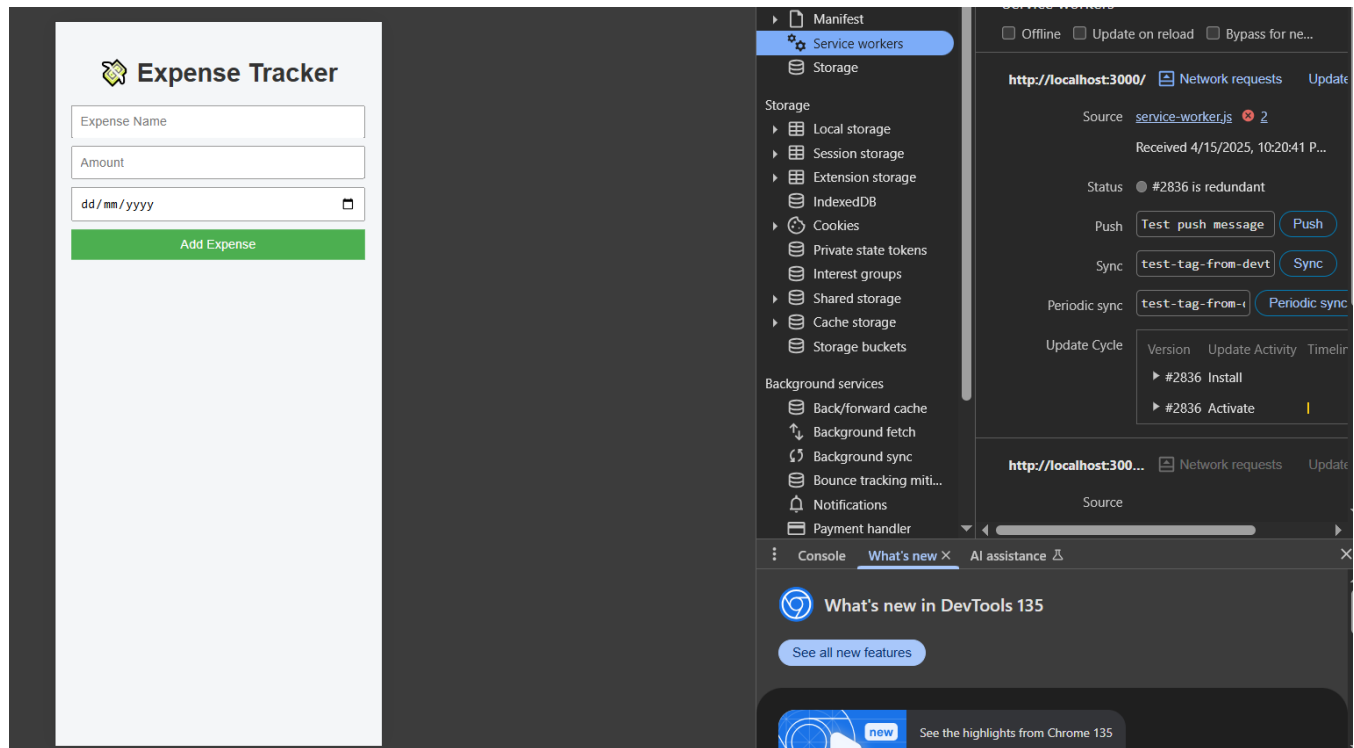 Expense Tracker
Expense Name
Amount
dd/mm/yyyy
Add Expense
Manifest
Service workers
Storage
Storage
Local storage
Session storage
Extension storage
IndexedDB
Cookies
Private state tokens
Interest groups
Shared storage
Cache storage
Storage buckets
Background services
Back/forward cache
Background fetch
Background sync
Bounce tracking miti...
Notifications
Payment handler
Service workers
Offline Update on reload Bypass for ne...
http://localhost:3000/ Network requests Update
Source service-worker.js 2
Received 4/15/2025, 10:20:41 P...
Status #2836 is redundant
Push Test push message Push
Sync test-tag-from-devt Sync
Periodic sync test-tag-from- Periodic sync
Update Cycle Version Update Activity Timelin
#2836 Install
#2836 Activate
http://localhost:300... Network requests Update
Source
Console What's new AI assistance
What's new in DevTools 135
See all new features
new See the highlights from Chrome 135